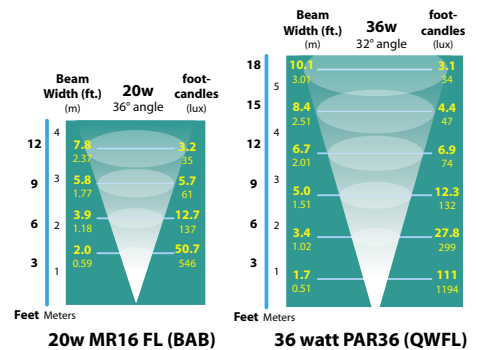 Beam
Width (ft.)
(m)
20w
36° angle
foot-
candles
(lux)
12
9
6
3
4
3
2
1
7.8
2.37
3.2
35
5.8
1.77
5.7
61
3.9
1.18
12.7
137
2.0
0.59
50.7
546
Feet Meters
20w MR16 FL (BAB)
Beam
Width (ft.)
(m)
36w
32° angle
foot-
candles
(lux)
18
15
12
9
6
3
5
4
3
2
1
10.1
3.01
3.1
34
8.4
2.51
4.4
47
6.7
2.01
6.9
74
5.0
1.51
12.3
132
3.4
1.02
27.8
299
1.7
0.51
111
1194
Feet Meters
36 watt PAR36 (QWFL)